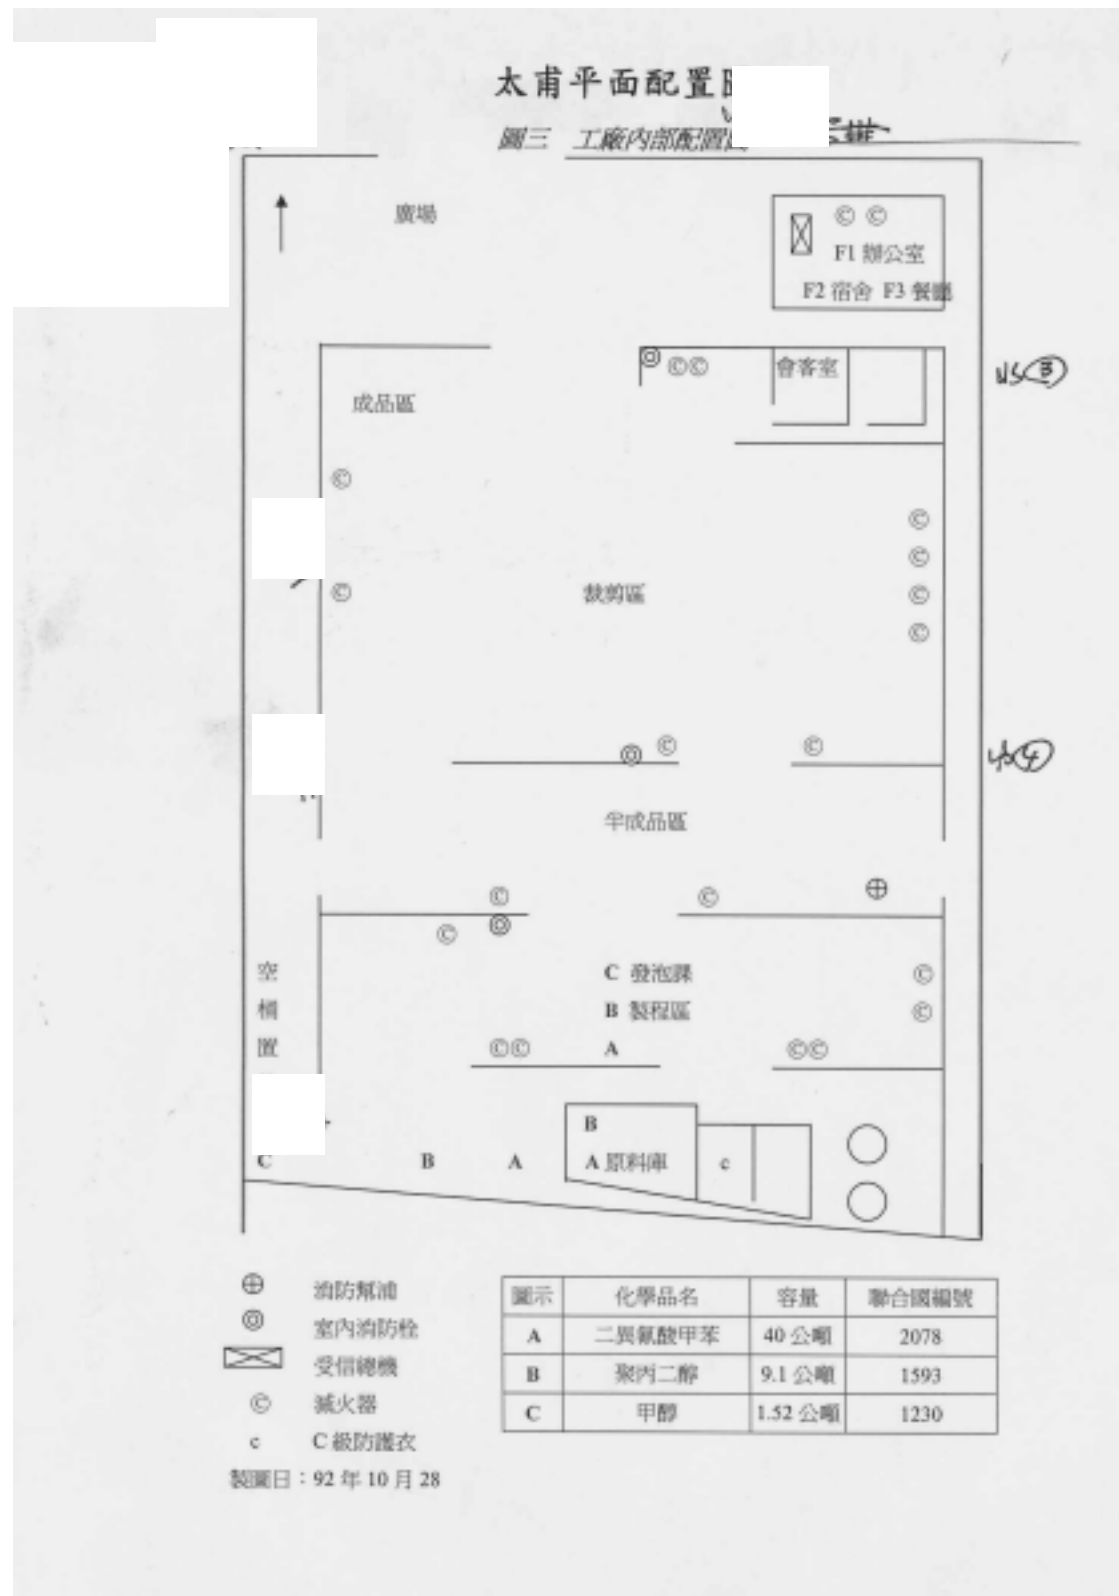 太甫平面配置
圖三 工廠內部配置
廣場
© ©
F1 辦公室
F2 宿舍 F3 餐廳
◎ ©©
會客室
成品區
©
©
©
©
©
©
裁剪區
◎ © ©
半成品區
© © ⊕
© ◎
空
桶
置
C 發泡課
B 製程區
A
©
©
©© ©©
B
C B A A 原料庫 c
⊕ 消防幫浦
◎ 室內消防栓
受信總機
© 滅火器
c C 級防護衣
製圖日：92 年 10 月 28
圖示 化學品名 容量 聯合國編號
A 二異氰酸甲苯 40 公噸 2078
B 聚丙二醇 9.1 公噸 1593
C 甲醇 1.52 公噸 1230